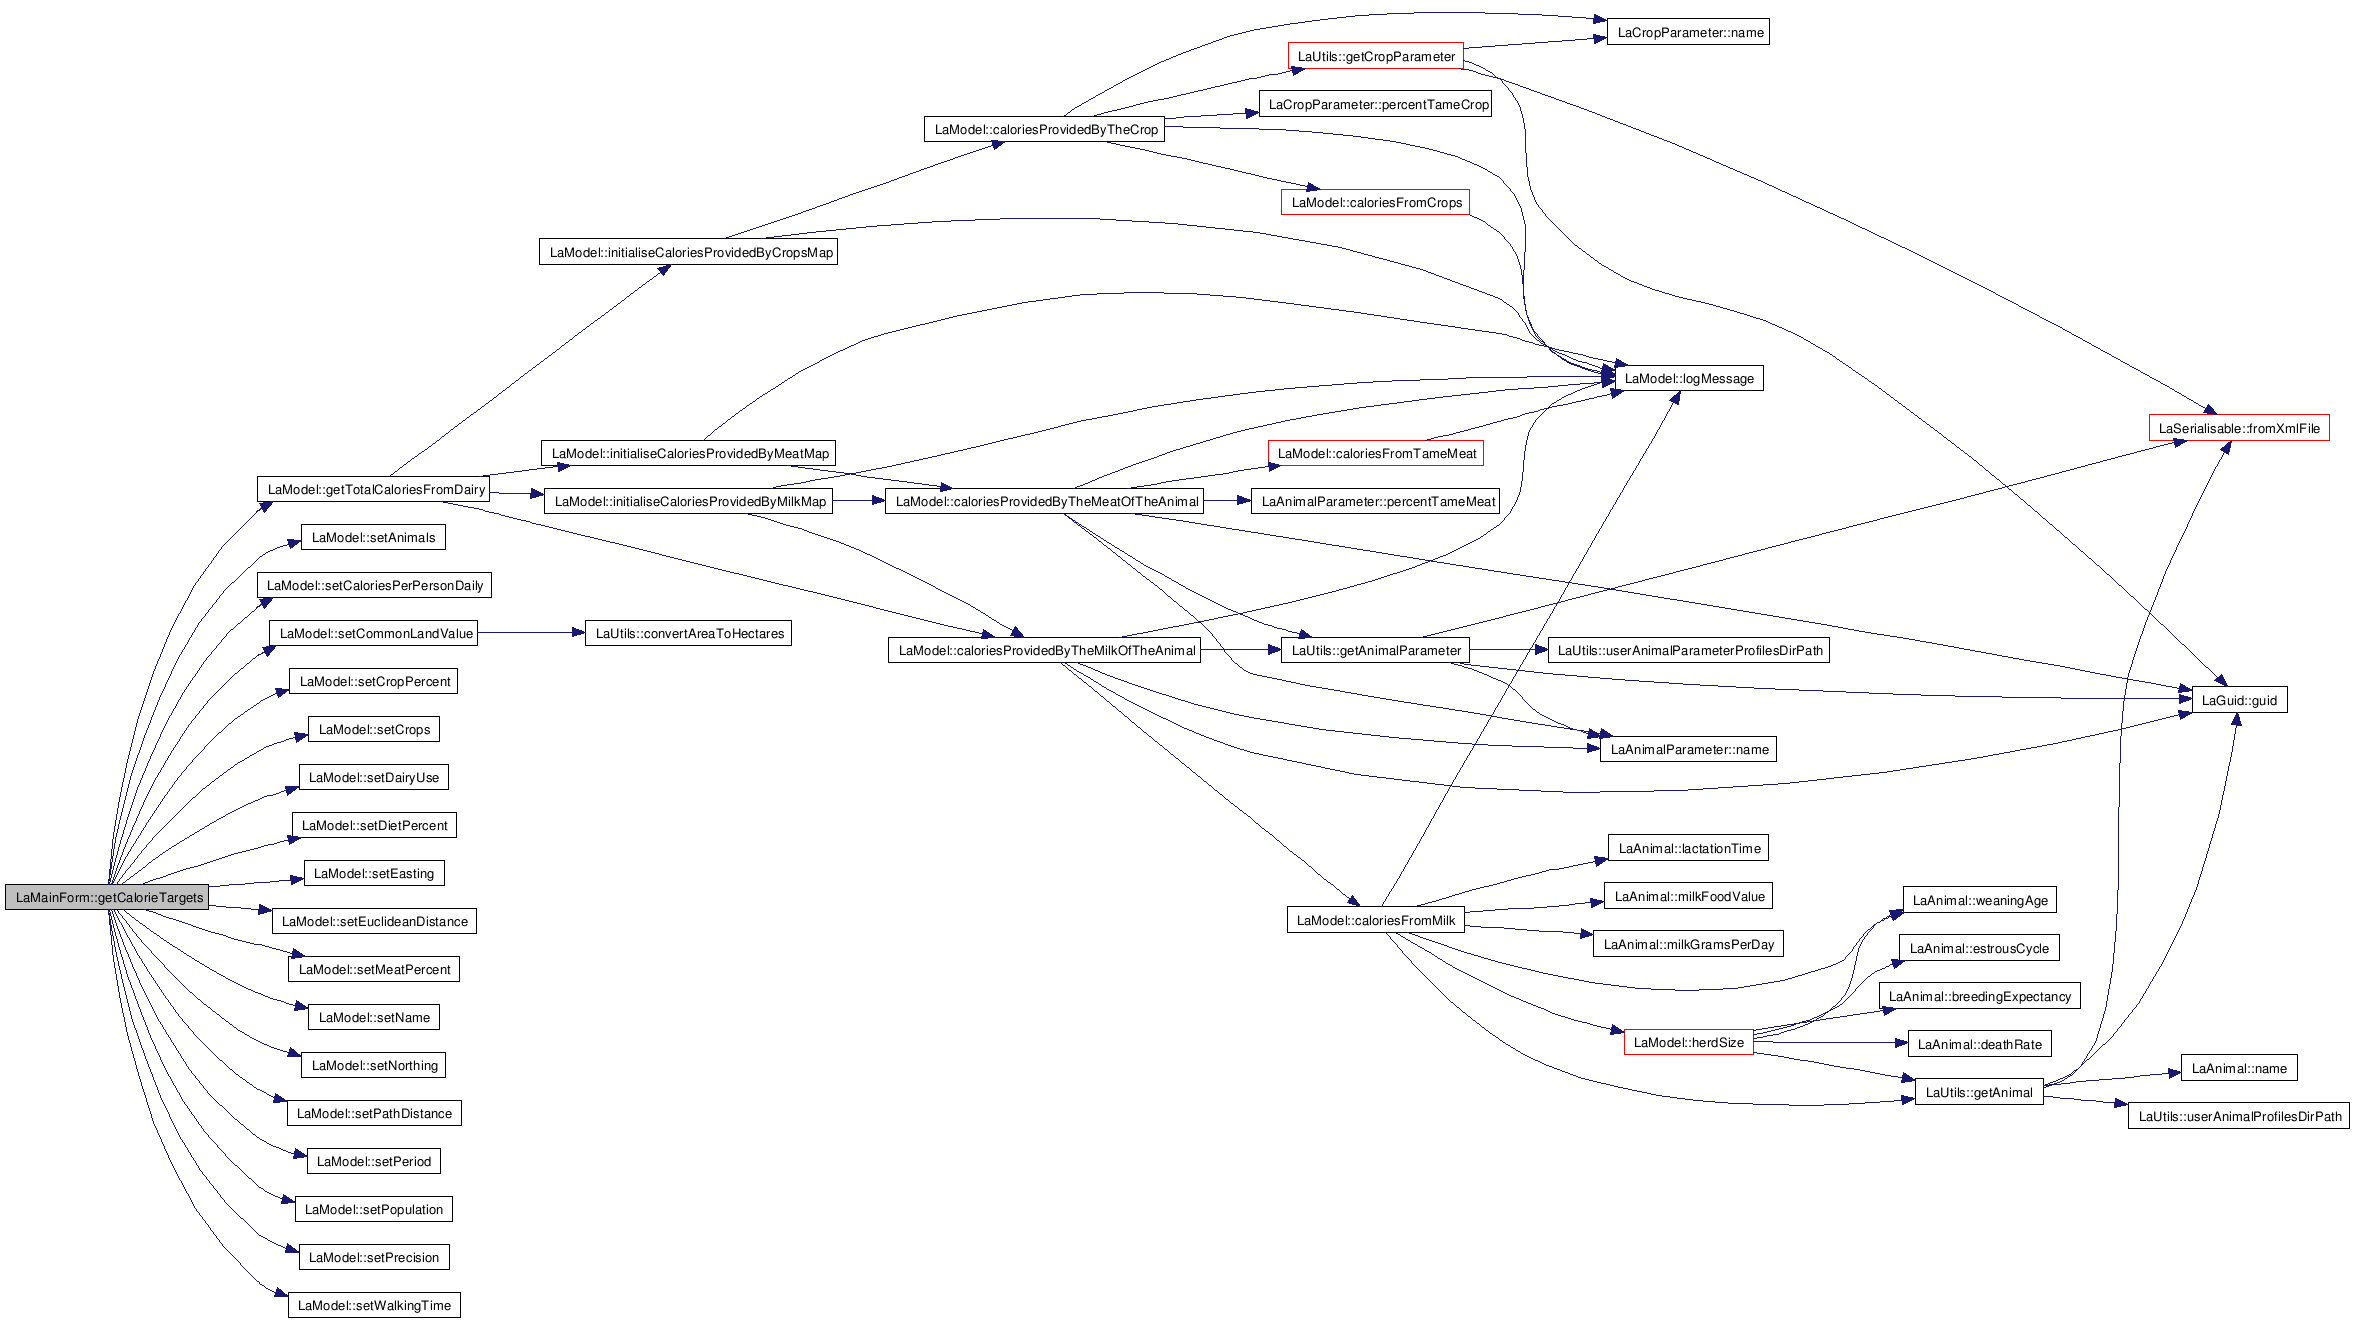 LaMainForm::getCalorieTargets
LaModel::getTotalCaloriesFromDairy
LaModel::setAnimals
LaModel::setCaloriesPerPersonDaily
LaModel::setCommonLandValue
LaModel::setCropPercent
LaModel::setCrops
LaModel::setDairyUse
LaModel::setDietPercent
LaModel::setEasting
LaModel::setEuclideanDistance
LaModel::setMeatPercent
LaModel::setName
LaModel::setNorthing
LaModel::setPathDistance
LaModel::setPeriod
LaModel::setPopulation
LaModel::setPrecision
LaModel::setWalkingTime
LaModel::initialiseCaloriesProvidedByCropsMap
LaModel::initialiseCaloriesProvidedByMeatMap
LaModel::initialiseCaloriesProvidedByMilkMap
LaUtils::convertAreaToHectares
LaModel::caloriesProvidedByTheCrop
LaModel::caloriesProvidedByTheMeatOfTheAnimal
LaModel::caloriesProvidedByTheMilkOfTheAnimal
LaUtils::getCropParameter
LaCropParameter::percentTameCrop
LaModel::caloriesFromCrops
LaModel::caloriesFromTameMeat
LaAnimalParameter::percentTameMeat
LaUtils::getAnimalParameter
LaModel::caloriesFromMilk
LaCropParameter::name
LaModel::logMessage
LaUtils::userAnimalParameterProfilesDirPath
LaAnimalParameter::name
LaAnimal::lactationTime
LaAnimal::milkFoodValue
LaAnimal::milkGramsPerDay
LaModel::herdSize
LaAnimal::weaningAge
LaAnimal::estrousCycle
LaAnimal::breedingExpectancy
LaAnimal::deathRate
LaUtils::getAnimal
LaSerialisable::fromXmlFile
LaGuid::guid
LaAnimal::name
LaUtils::userAnimalProfilesDirPath